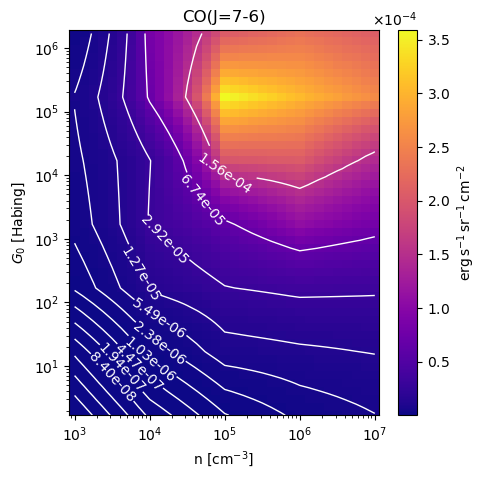 CO(J=7-6)
×10⁻⁴
10⁶
10⁵
10⁴
10³
10²
10¹
G₀ [Habing]
1.56e-04
6.74e-05
2.92e-05
1.27e-05
5.49e-06
2.38e-06
1.03e-06
4.47e-07
1.94e-07
8.40e-08
10³ 10⁴ 10⁵ 10⁶ 10⁷
n [cm⁻³]
3.5
3.0
2.5
2.0
1.5
1.0
0.5
erg s⁻¹ sr⁻¹ cm⁻²